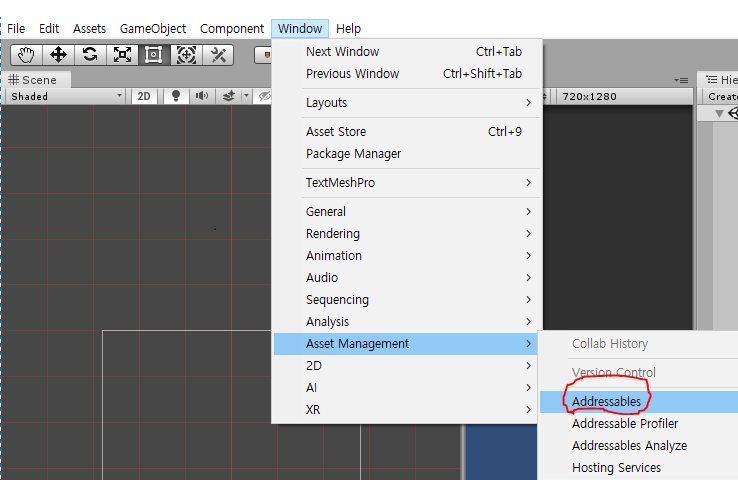 File Edit Assets GameObject Component Window Help
Scene
Shaded 2D 720x1280
Next Window Ctrl+Tab
Previous Window Ctrl+Shift+Tab
Layouts
Asset Store Ctrl+9
Package Manager
TextMeshPro
General
Rendering
Animation
Audio
Sequencing
Analysis
Asset Management
2D
AI
XR
Collab History
Version Control
Addressables
Addressable Profiler
Addressables Analyze
Hosting Services